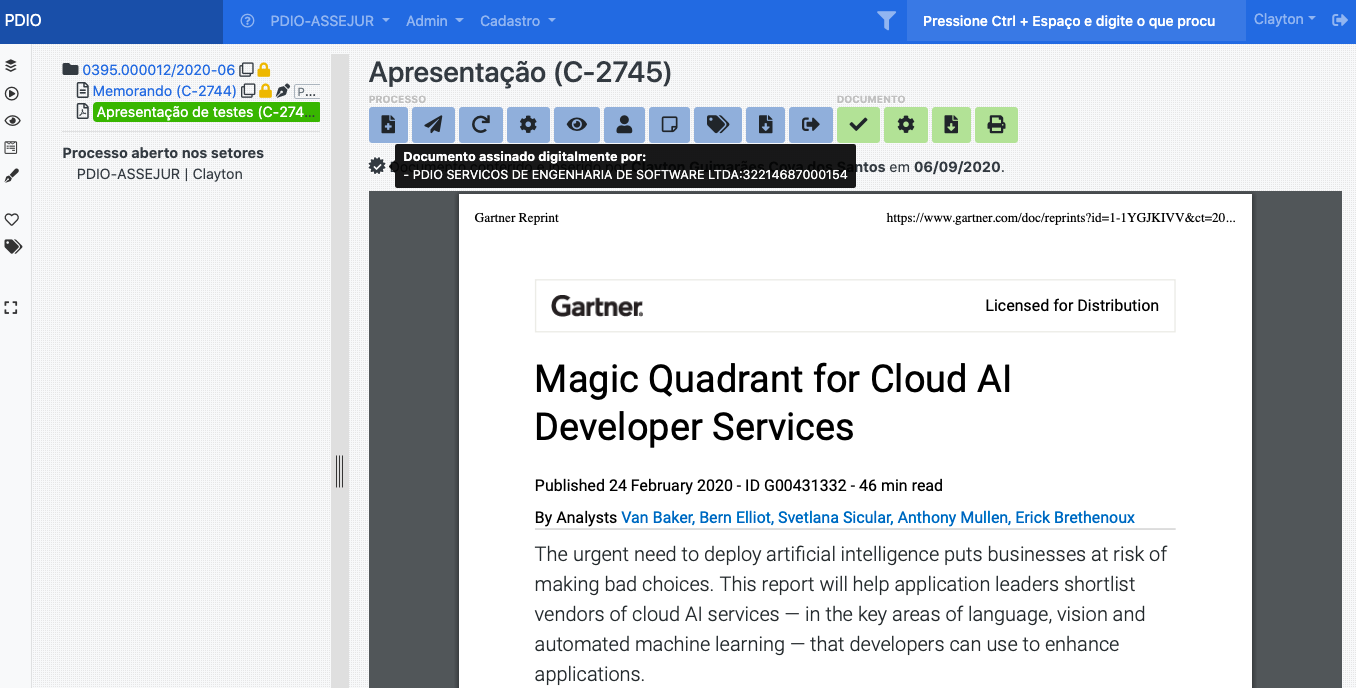 PDIO
PDIO-ASSEJUR
Admin
Cadastro
Pressione Ctrl + Espaço e digite o que procu
Clayton
0395.000012/2020-06
Memorando (C-2744)
P...
Apresentação de testes (C-274...
Processo aberto nos setores
PDIO-ASSEJUR | Clayton
Apresentação (C-2745)
PROCESSO
DOCUMENTO
Documento assinado digitalmente por:
- PDIO SERVICOS DE ENGENHARIA DE SOFTWARE LTDA:32214687000154
ntos em 06/09/2020.
Gartner Reprint
https://www.gartner.com/doc/reprints?id=1-1YGJKIVV&ct=20...
Gartner.
Licensed for Distribution
Magic Quadrant for Cloud AI
Developer Services
Published 24 February 2020 - ID G00431332 - 46 min read
By Analysts Van Baker, Bern Elliot, Svetlana Sicular, Anthony Mullen, Erick Brethenoux
The urgent need to deploy artificial intelligence puts businesses at risk of
making bad choices. This report will help application leaders shortlist
vendors of cloud AI services — in the key areas of language, vision and
automated machine learning — that developers can use to enhance
applications.